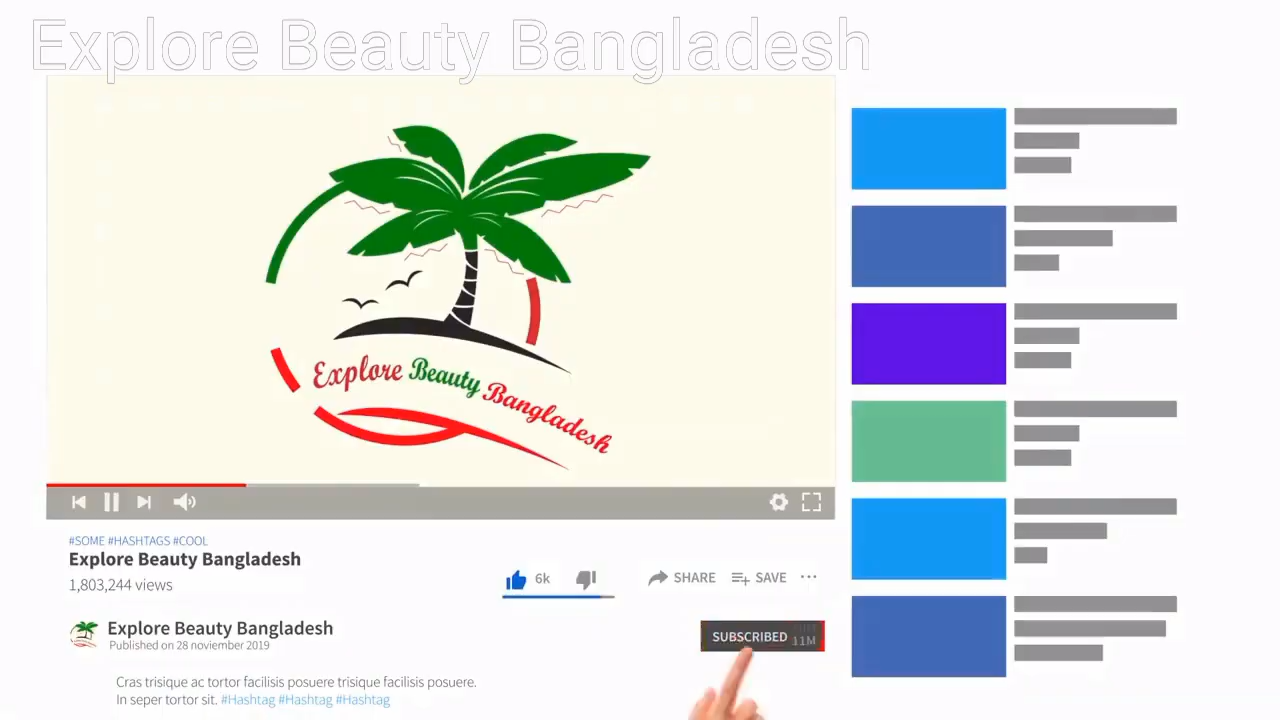 Explore Beauty Bangladesh
Explore Beauty Bangladesh
#SOME #HASHTAGS #COOL
Explore Beauty Bangladesh
1,803,244 views
6k
SHARE
SAVE
Explore Beauty Bangladesh
Published on 28 noviember 2019
SUBSCRIBED 11M
Cras trisique ac tortor facilisis posuere trisique facilisis posuere.
In seper tortor sit. #Hashtag #Hashtag #Hashtag